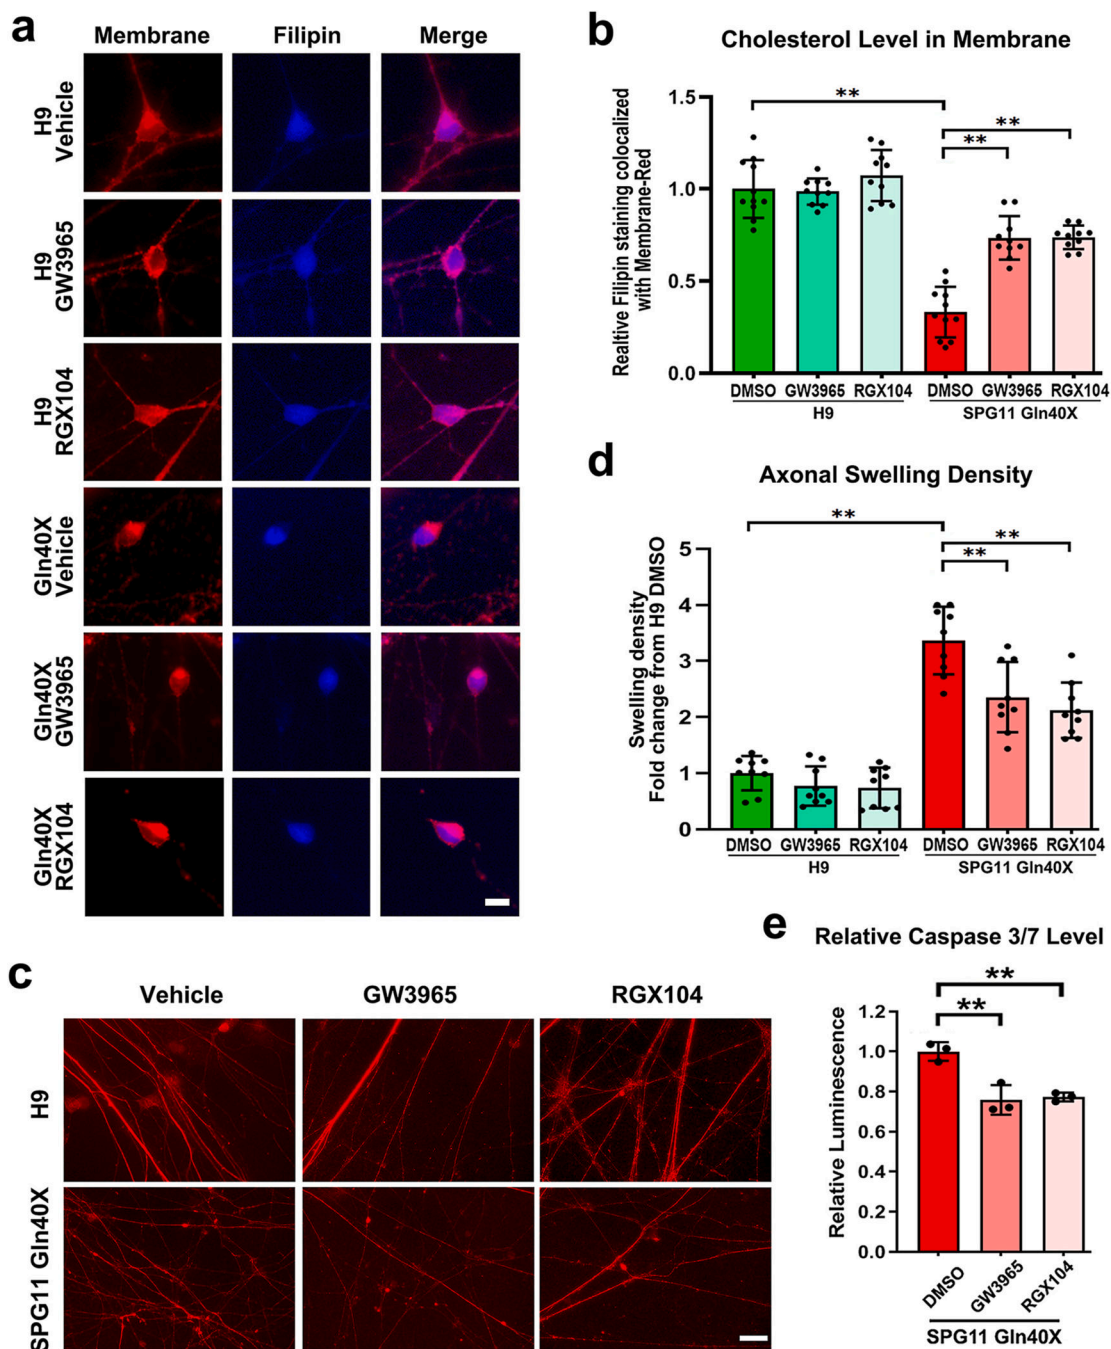 a
Membrane Filipin Merge
H9
Vehicle
H9
GW3965
H9
RGX104
Gln40X
Vehicle
Gln40X
GW3965
Gln40X
RGX104
b
Cholesterol Level in Membrane
Realtive Filipin staining colocalized
with Membrane-Red
1.5
1.0
0.5
0.0
**
**
**
DMSO GW3965 RGX104 DMSO GW3965 RGX104
H9 SPG11 Gln40X
d
Axonal Swelling Density
Swelling density
Fold change from H9 DMSO
5
4
3
2
1
0
**
**
**
DMSO GW3965 RGX104 DMSO GW3965 RGX104
H9 SPG11 Gln40X
c
Vehicle GW3965 RGX104
H9
SPG11 Gln40X
e
Relative Caspase 3/7 Level
Relative Luminescence
1.2
1.0
0.8
0.6
0.4
0.2
0.0
**
**
DMSO GW3965 RGX104
SPG11 Gln40X